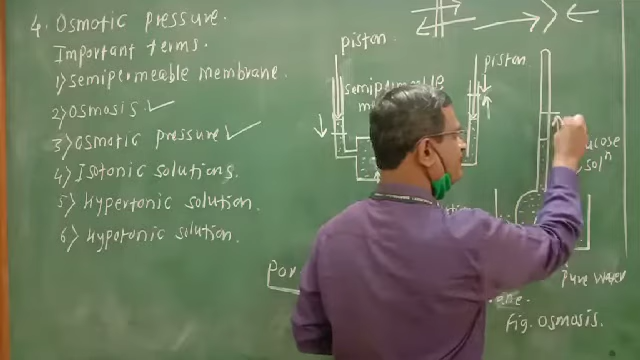 4. Osmotic pressure.
Important terms.
1) Semipermeable membrane.
2) Osmosis.
3) Osmotic pressure
4) Isotonic solutions.
5) Hypertonic solution.
6) Hypotonic solution.
piston.
semipermeable
piston
solⁿ
pure water
Fig. Osmosis.